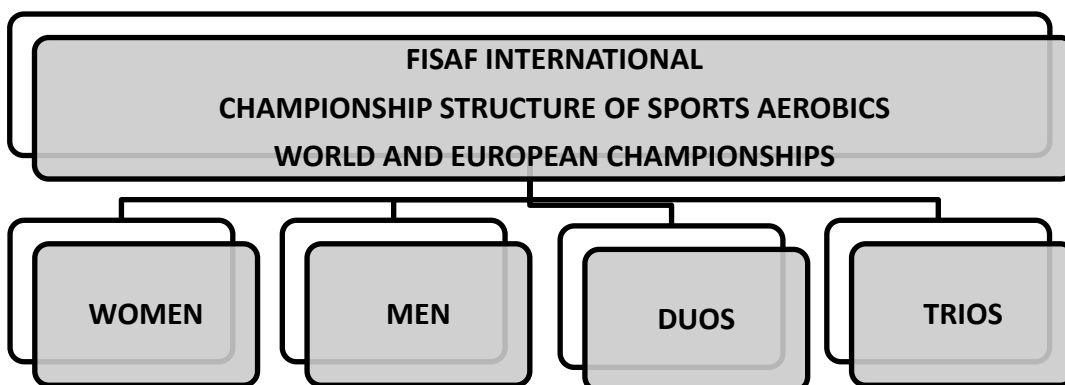 FISAF INTERNATIONAL
CHAMPIONSHIP STRUCTURE OF SPORTS AEROBICS
WORLD AND EUROPEAN CHAMPIONSHIPS
WOMEN
MEN
DUOS
TRIOS